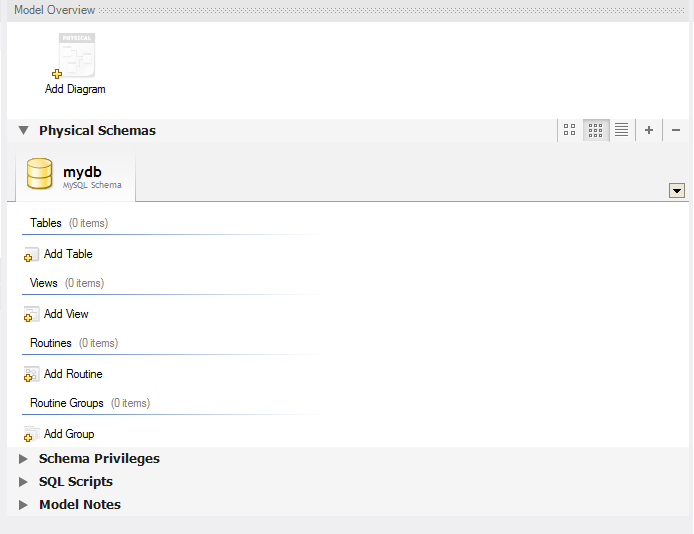 Model Overview
PHYSICAL
Add Diagram
Physical Schemas
mydb
MySQL Schema
Tables (0 items)
Add Table
Views (0 items)
Add View
Routines (0 items)
Add Routine
Routine Groups (0 items)
Add Group
Schema Privileges
SQL Scripts
Model Notes